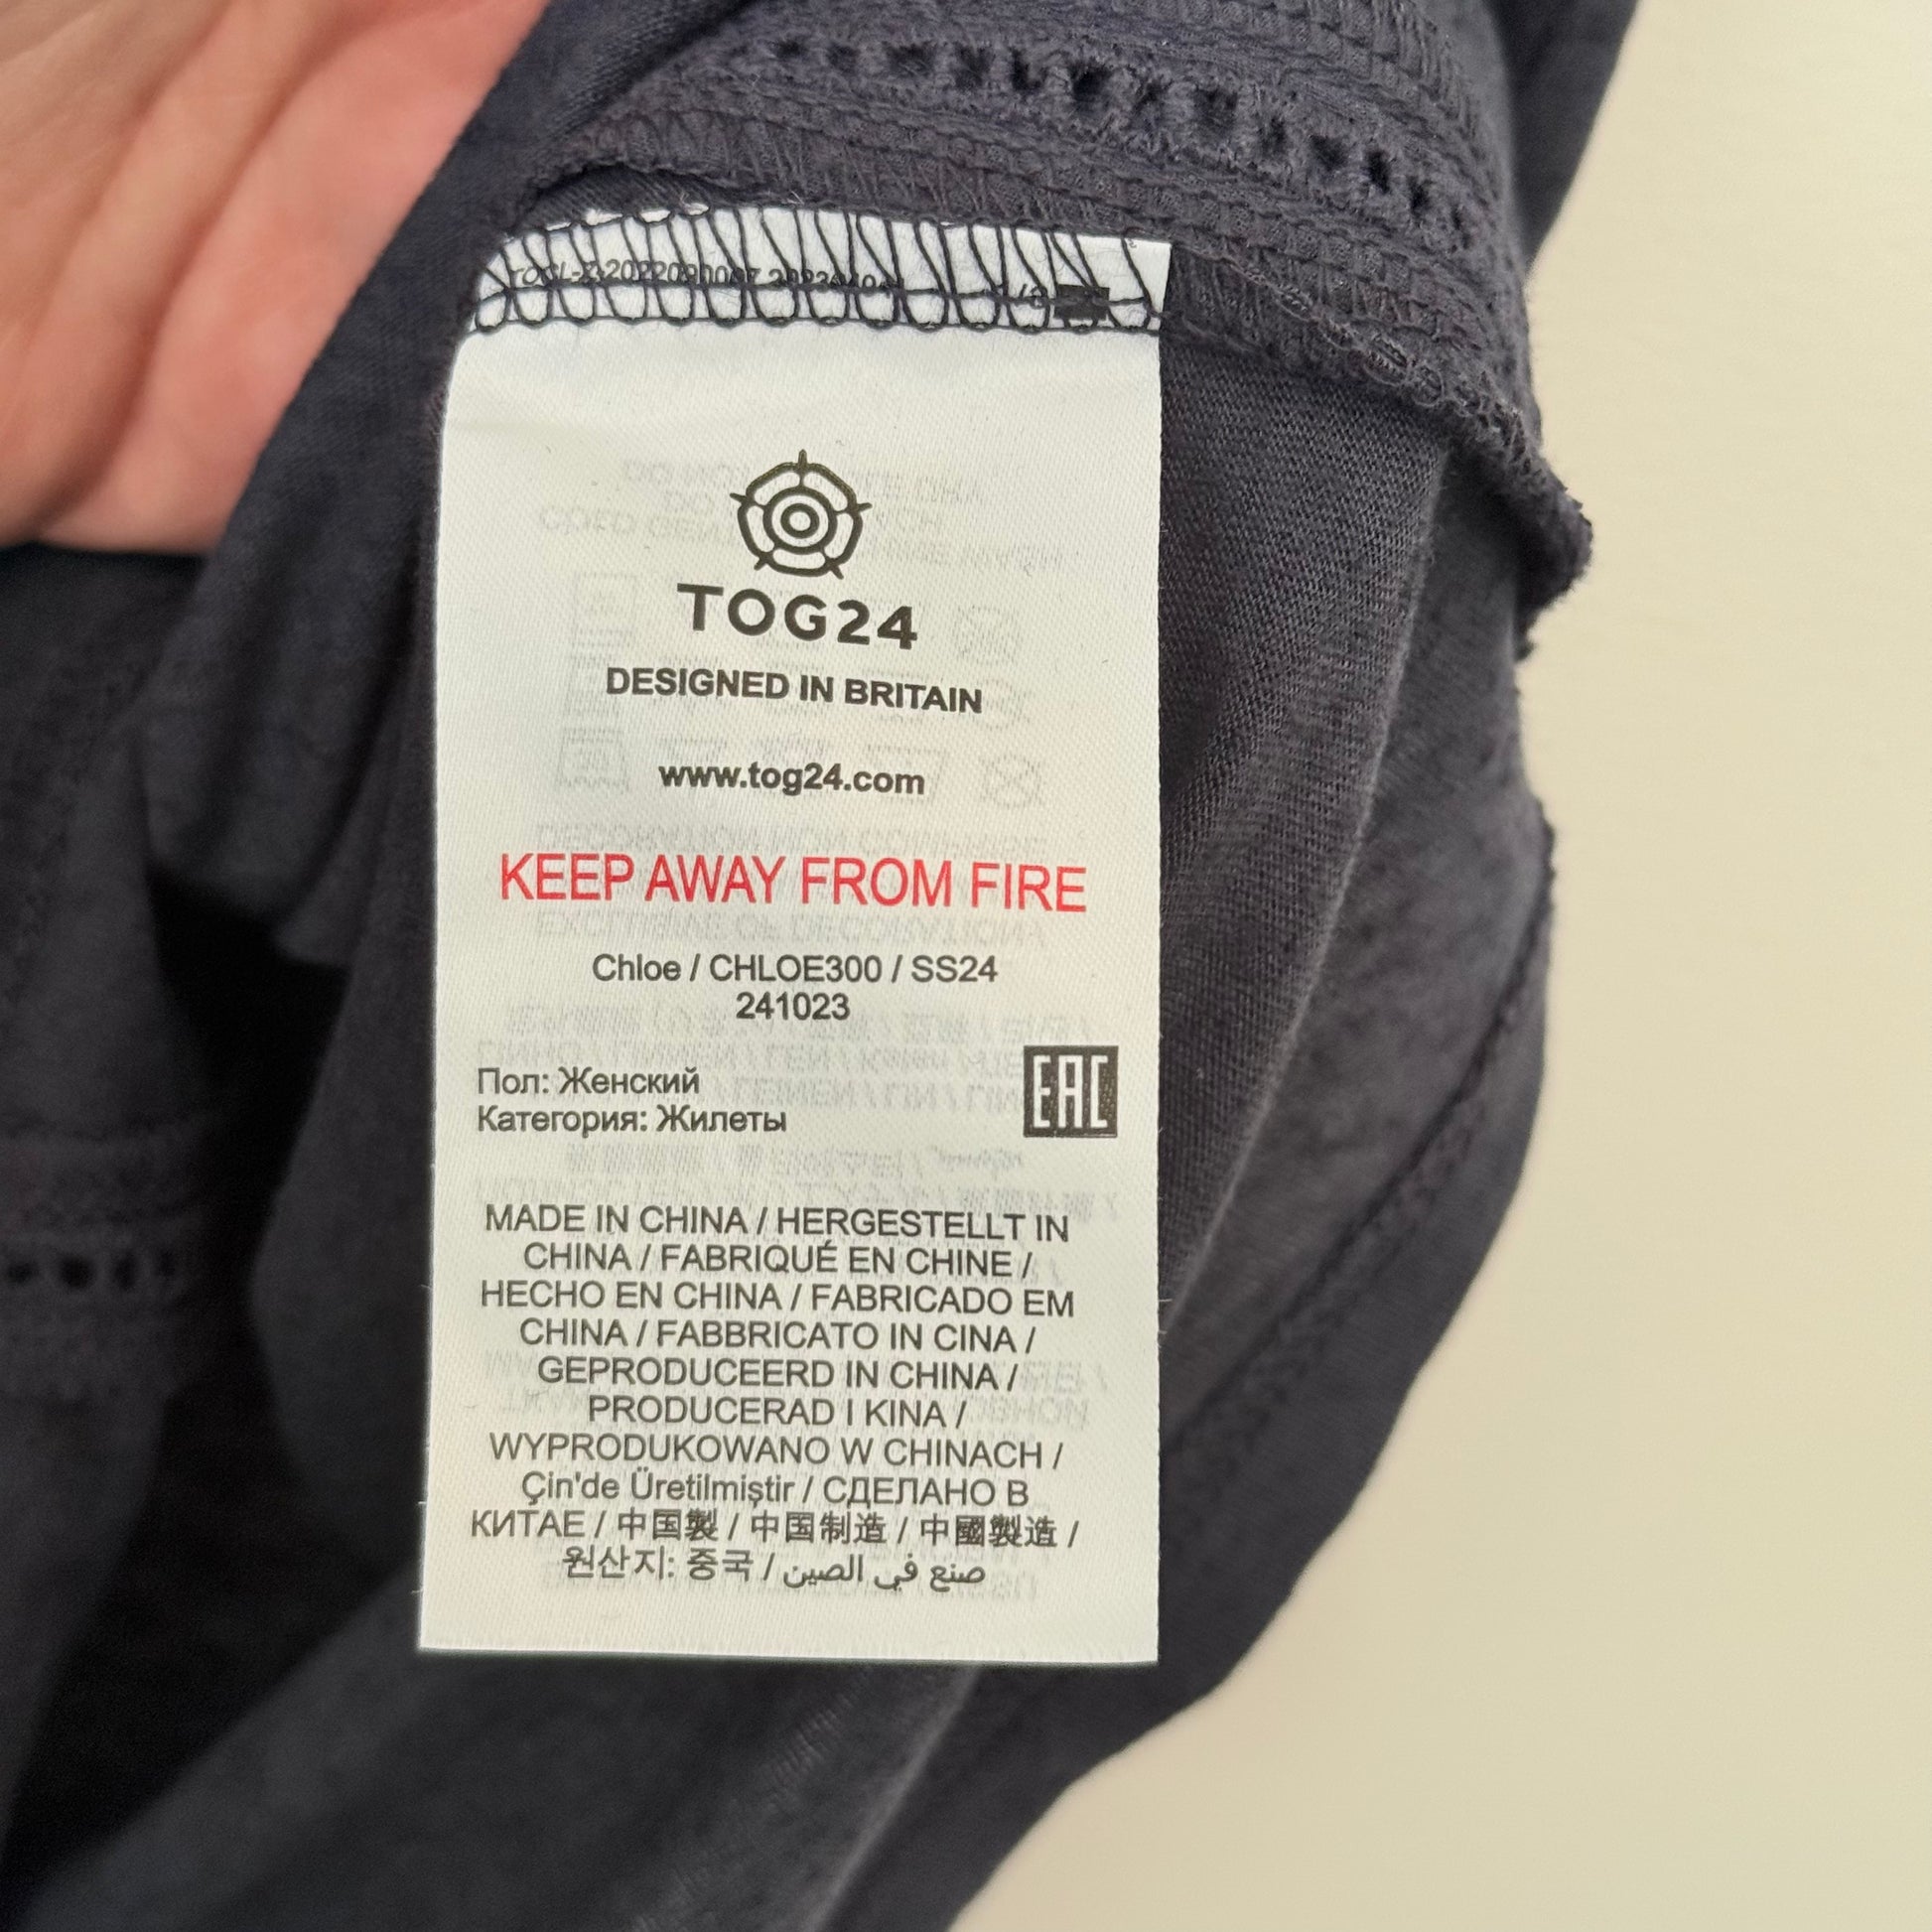 TOG24
DESIGNED IN BRITAIN
www.tog24.com
KEEP AWAY FROM FIRE
Chloe / CHLOE300 / SS24
241023
Пол: Женский
Категория: Жилеты
EAC
MADE IN CHINA / HERGESTELLT IN
CHINA / FABRIQUÉ EN CHINE /
HECHO EN CHINA / FABRICADO EM
CHINA / FABBRICATO IN CINA /
GEPRODUCEERD IN CHINA /
PRODUCERAD I KINA /
WYPRODUKOWANO W CHINACH /
Çin'de Üretilmiştir / СДЕЛАНО В
КИТАЕ / 中国製 / 中国制造 / 中國製造 /
원산지: 중국 / صنع في الصين